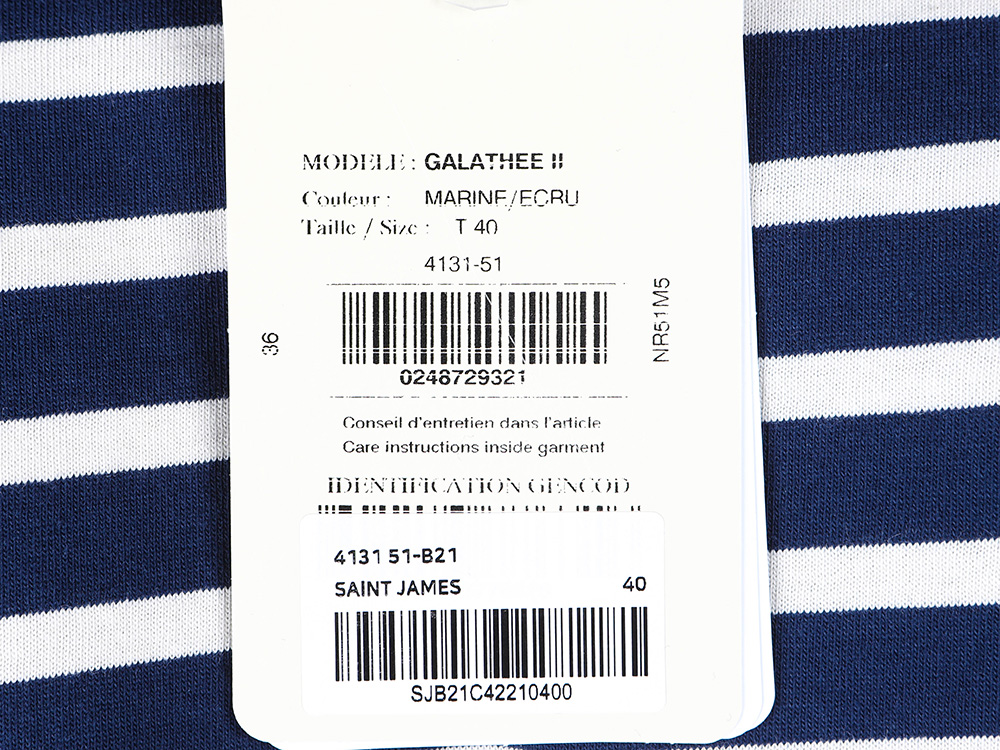 MODELE : GALATHEE II
Couleur : MARINE/ECRU
Taille / Size : T 40
4131-51
36
NR51M5
0248729321
Conseil d'entretien dans l'article
Care instructions inside garment
IDENTIFICATION GENCOD
4131 51-B21
SAINT JAMES 40
SJB21C42210400